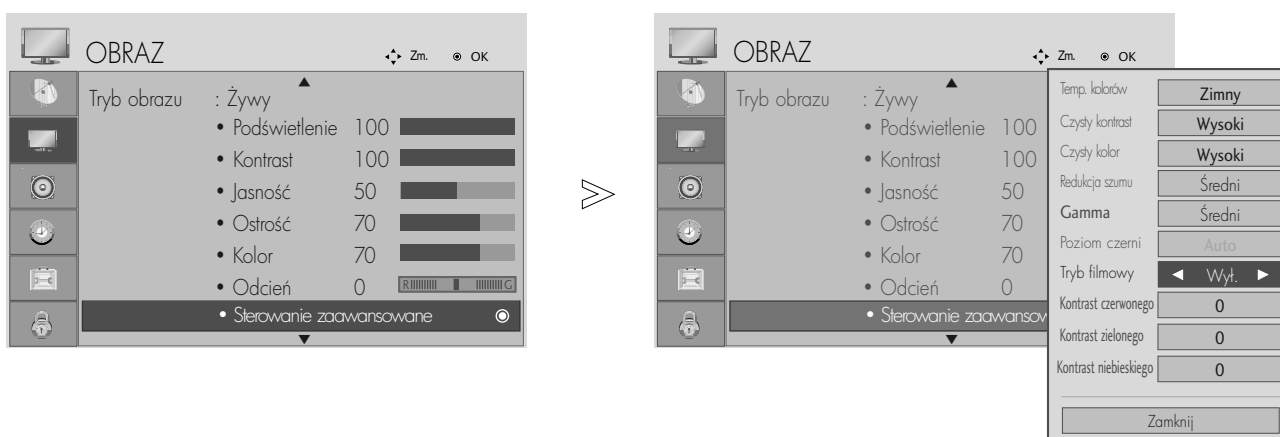 OBRAZ
Zm. OK
Tryb obrazu : Żywy
• Podświetlenie 100
• Kontrast 100
• Jasność 50
• Ostrość 70
• Kolor 70
• Odcień 0 R G
• Sterowanie zaawansowane
OBRAZ
Zm. OK
Tryb obrazu : Żywy
• Podświetlenie 100
• Kontrast 100
• Jasność 50
• Ostrość 70
• Kolor 70
• Odcień 0
• Sterowanie zaawansow
Temp. kolorów Zimny
Czysty kontrast Wysoki
Czysty kolor Wysoki
Redukcja szumu Średni
Gamma Średni
Poziom czerni Auto
Tryb filmowy ◄ Wył. ►
Kontrast czerwonego 0
Kontrast zielonego 0
Kontrast niebieskiego 0
Zamknij